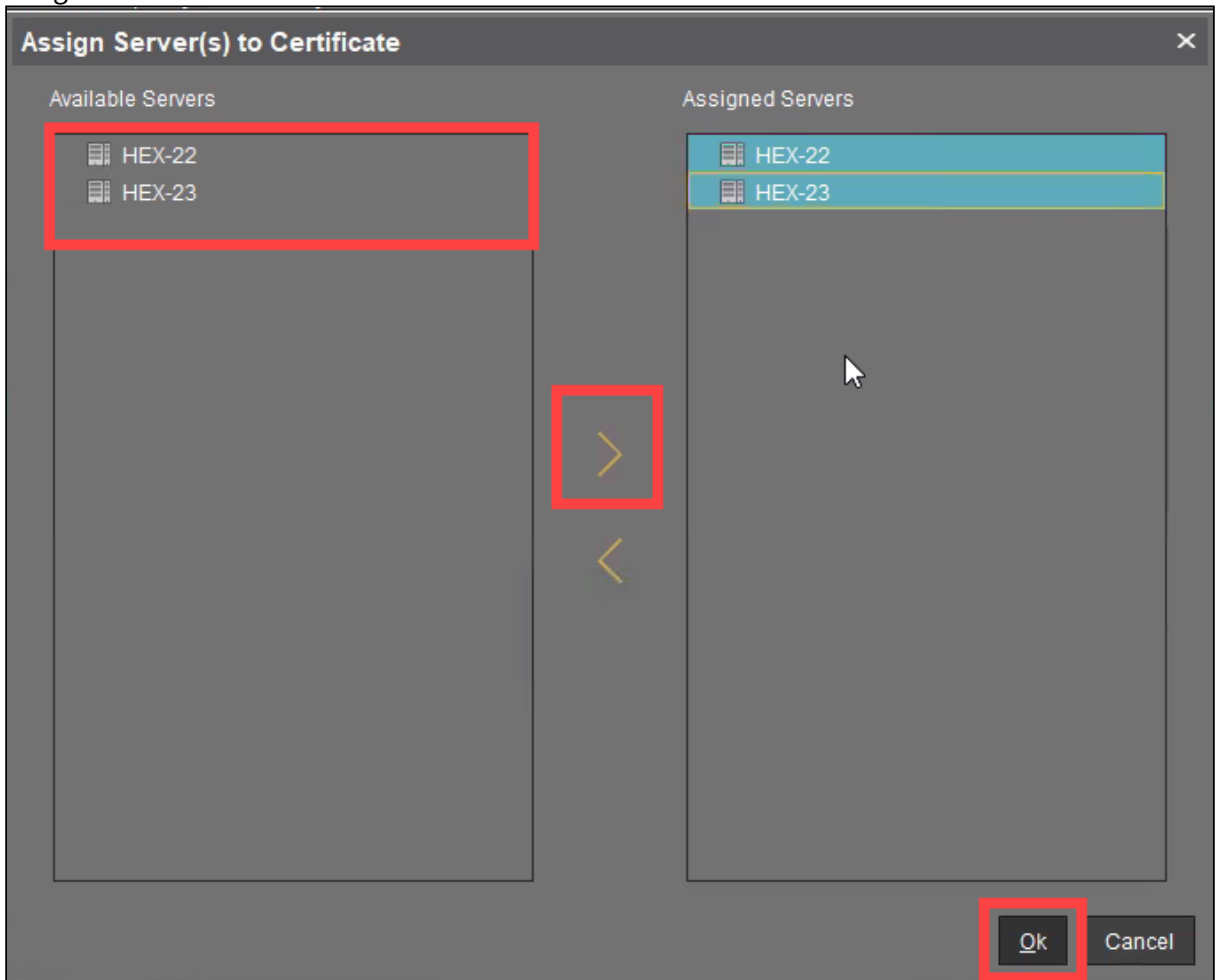 Assign Server(s) to Certificate
Available Servers
HEX-22
HEX-23
Assigned Servers
HEX-22
HEX-23
Ok
Cancel